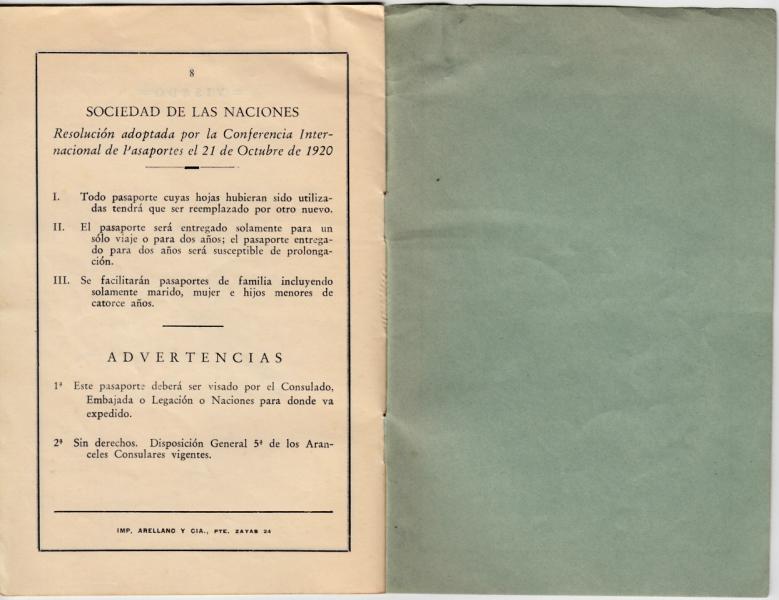 8
SOCIEDAD DE LAS NACIONES
Resolución adoptada por la Conferencia Inter-
nacional de Pasaportes el 21 de Octubre de 1920
I. Todo pasaporte cuyas hojas hubieran sido utiliza-
das tendrá que ser reemplazado por otro nuevo.
II. El pasaporte será entregado solamente para un
sólo viaje o para dos años; el pasaporte entrega-
do para dos años será susceptible de prolonga-
ción.
III. Se facilitarán pasaportes de familia incluyendo
solamente marido, mujer e hijos menores de
catorce años.
ADVERTENCIAS
1ª Este pasaporte deberá ser visado por el Consulado,
Embajada o Legación o Naciones para donde va
expedido.
2ª Sin derechos. Disposición General 5ª de los Aran-
celes Consulares vigentes.
IMP. ARELLANO Y CIA., PTE. ZAYAS 24